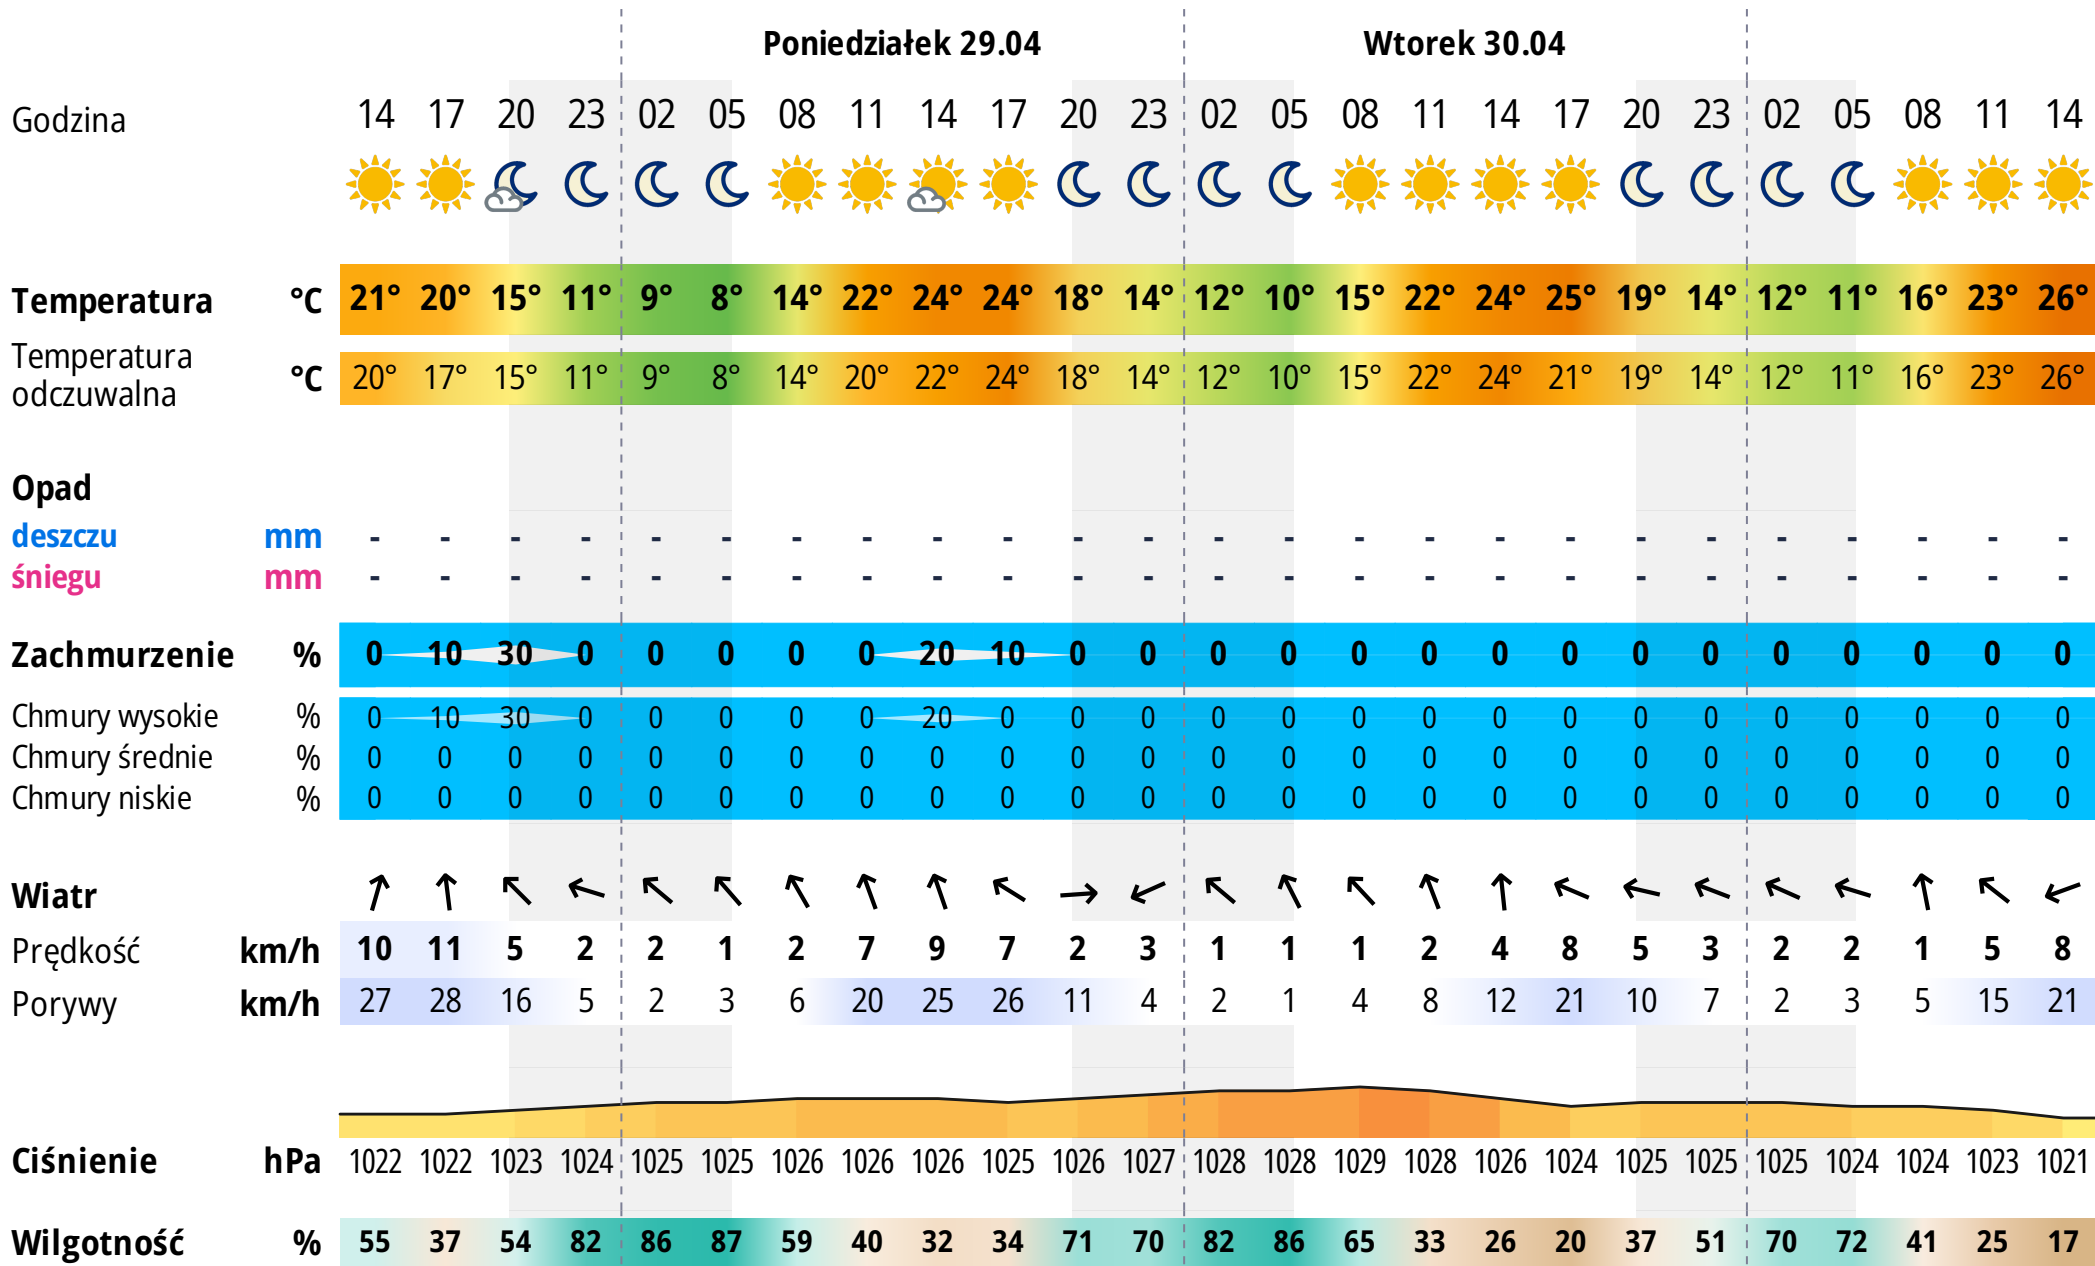 Poniedziałek 29.04 Wtorek 30.04
Godzina 14 17 20 23 02 05 08 11 14 17 20 23 02 05 08 11 14 17 20 23 02 05 08 11 14
Temperatura °C 21° 20° 15° 11° 9° 8° 14° 22° 24° 24° 18° 14° 12° 10° 15° 22° 24° 25° 19° 14° 12° 11° 16° 23° 26°
Temperatura
odczuwalna °C 20° 17° 15° 11° 9° 8° 14° 20° 22° 24° 18° 14° 12° 10° 15° 22° 24° 21° 19° 14° 12° 11° 16° 23° 26°
Opad
deszczu mm - - - - - - - - - - - - - - - - - - - - - - - - -
śniegu mm - - - - - - - - - - - - - - - - - - - - - - - - -
Zachmurzenie % 0 10 30 0 0 0 0 0 20 10 0 0 0 0 0 0 0 0 0 0 0 0 0 0 0
Chmury wysokie % 0 10 30 0 0 0 0 0 20 0 0 0 0 0 0 0 0 0 0 0 0 0 0 0 0
Chmury średnie % 0 0 0 0 0 0 0 0 0 0 0 0 0 0 0 0 0 0 0 0 0 0 0 0 0
Chmury niskie % 0 0 0 0 0 0 0 0 0 0 0 0 0 0 0 0 0 0 0 0 0 0 0 0 0
Wiatr
Prędkość km/h 10 11 5 2 2 1 2 7 9 7 2 3 1 1 1 2 4 8 5 3 2 2 1 5 8
Porywy km/h 27 28 16 5 2 3 6 20 25 26 11 4 2 1 4 8 12 21 10 7 2 3 5 15 21
Ciśnienie hPa 1022 1022 1023 1024 1025 1025 1026 1026 1026 1025 1026 1027 1028 1028 1029 1028 1026 1024 1025 1025 1025 1024 1024 1023 1021
Wilgotność % 55 37 54 82 86 87 59 40 32 34 71 70 82 86 65 33 26 20 37 51 70 72 41 25 17